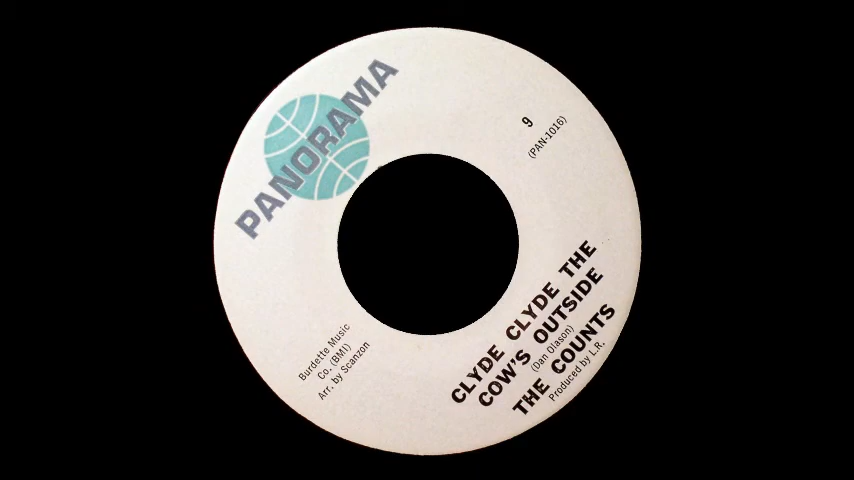 PANORAMA
9
(PAN-1016)
Burdette Music
Co. (BMI)
Arr. by Scanzon
CLYDE CLYDE THE
COW'S OUTSIDE
(Dan Olason)
THE COUNTS
Produced by L.R.